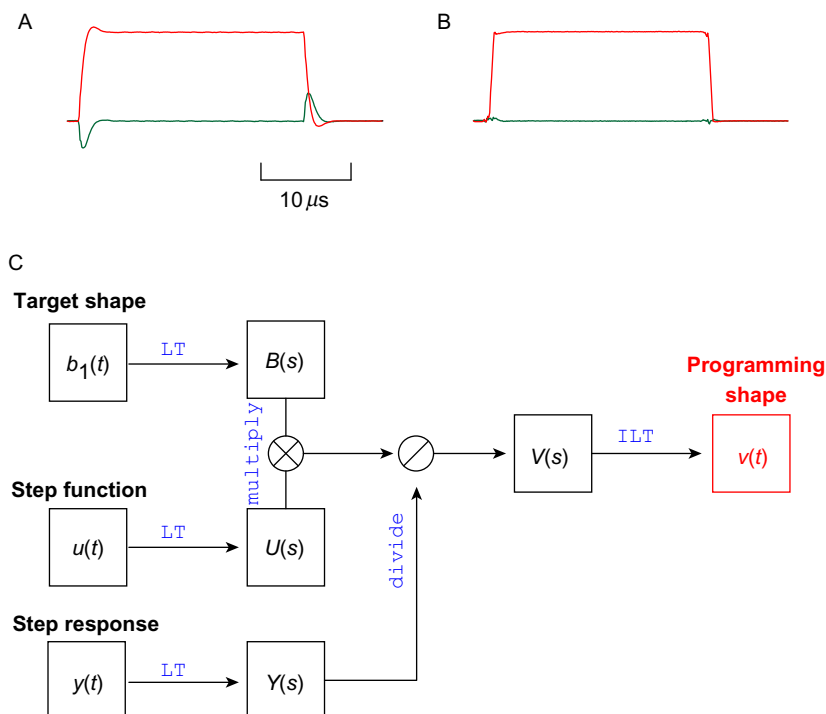 A
B
10 μs
C
Target shape
b₁(t)
LT
B(s)
multiply
Programming
shape
V(s)
ILT
v(t)
Step function
u(t)
LT
U(s)
divide
Step response
y(t)
LT
Y(s)